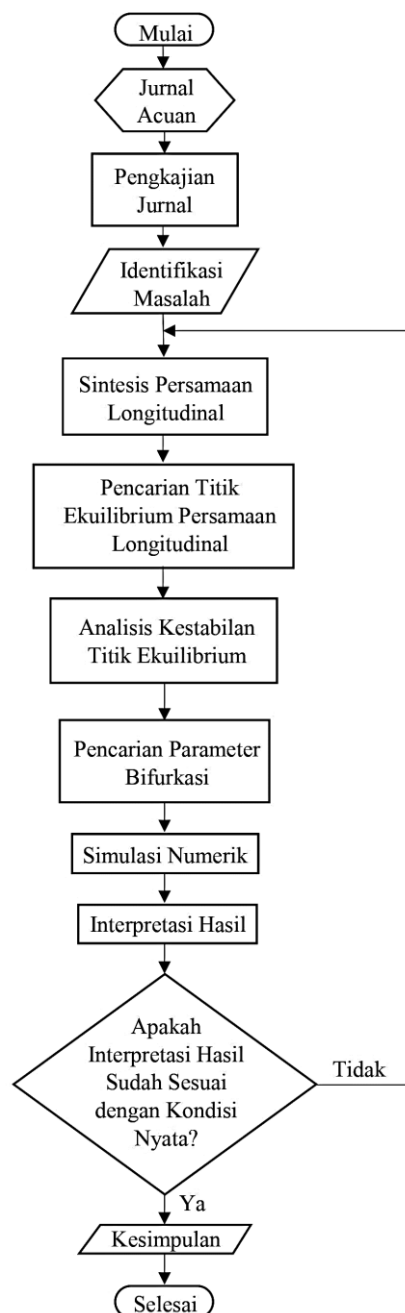 Mulai
Jurnal
Acuan
Pengkajian
Jurnal
Identifikasi
Masalah
Sintesis Persamaan
Longitudinal
Pencarian Titik
Ekuilibrium Persamaan
Longitudinal
Analisis Kestabilan
Titik Ekuilibrium
Pencarian Parameter
Bifurkasi
Simulasi Numerik
Interpretasi Hasil
Apakah
Interpretasi Hasil
Sudah Sesuai
dengan Kondisi
Nyata?
Tidak
Ya
Kesimpulan
Selesai